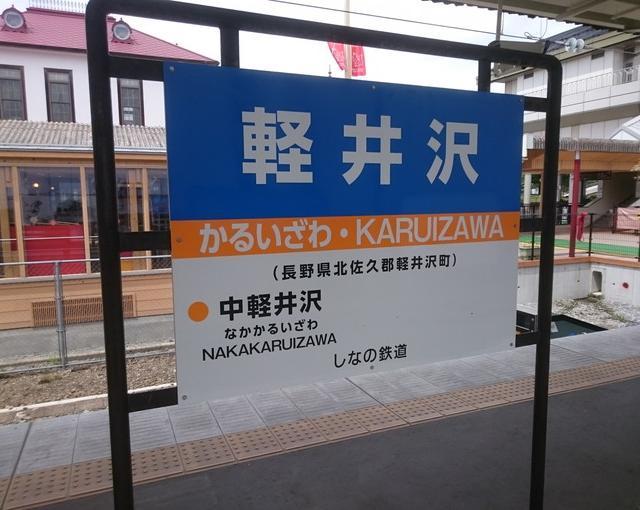 軽井沢
かるいざわ・KARUIZAWA
(長野県北佐久郡軽井沢町)
中軽井沢
なかかるいざわ
NAKAKARUIZAWA
しなの鉄道